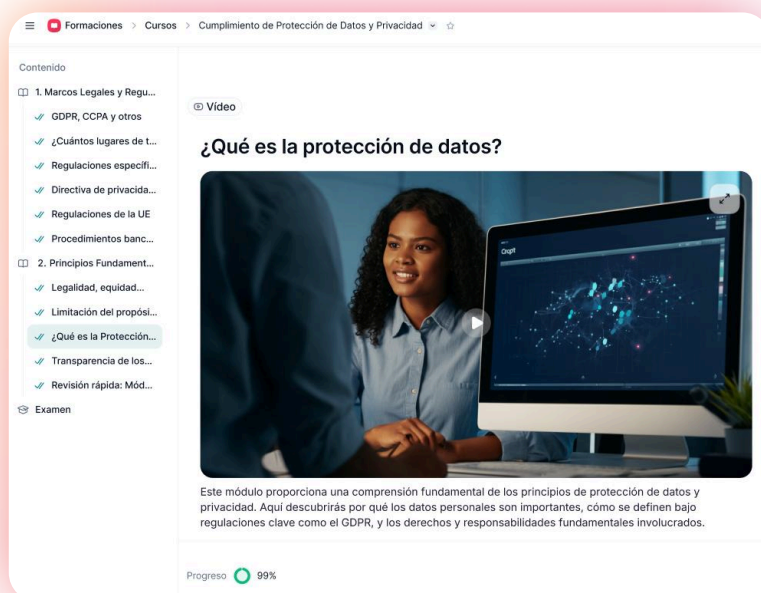 Formaciones > Cursos > Cumplimiento de Protección de Datos y Privacidad
Contenido
1. Marcos Legales y Regu...
GDPR, CCPA y otros
¿Cuántos lugares de t...
Regulaciones específi...
Directiva de privacida...
Regulaciones de la UE
Procedimientos banc...
2. Principios Fundament...
Legalidad, equidad...
Limitación del propósi...
¿Qué es la Protección...
Transparencia de los...
Revisión rápida: Mód...
Examen
Vídeo
¿Qué es la protección de datos?
Este módulo proporciona una comprensión fundamental de los principios de protección de datos y
privacidad. Aquí descubrirás por qué los datos personales son importantes, cómo se definen bajo
regulaciones clave como el GDPR, y los derechos y responsabilidades fundamentales involucrados.
Progreso 99%